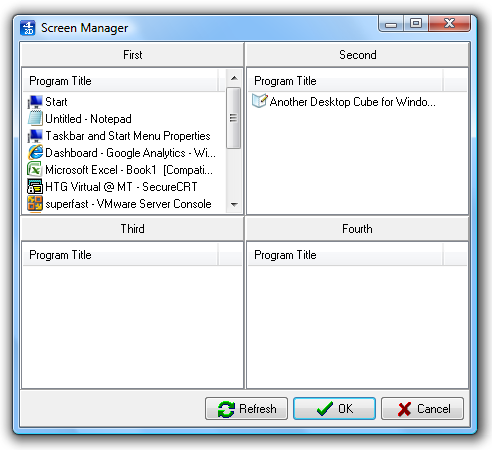 Screen Manager
First
Second
Program Title
Program Title
Start
Another Desktop Cube for Windo...
Untitled - Notepad
Taskbar and Start Menu Properties
Dashboard - Google Analytics - Wi...
Microsoft Excel - Book1 [Compati...
HTG Virtual @ MT - SecureCRT
superfast - VMware Server Console
Third
Fourth
Program Title
Program Title
Refresh
OK
Cancel